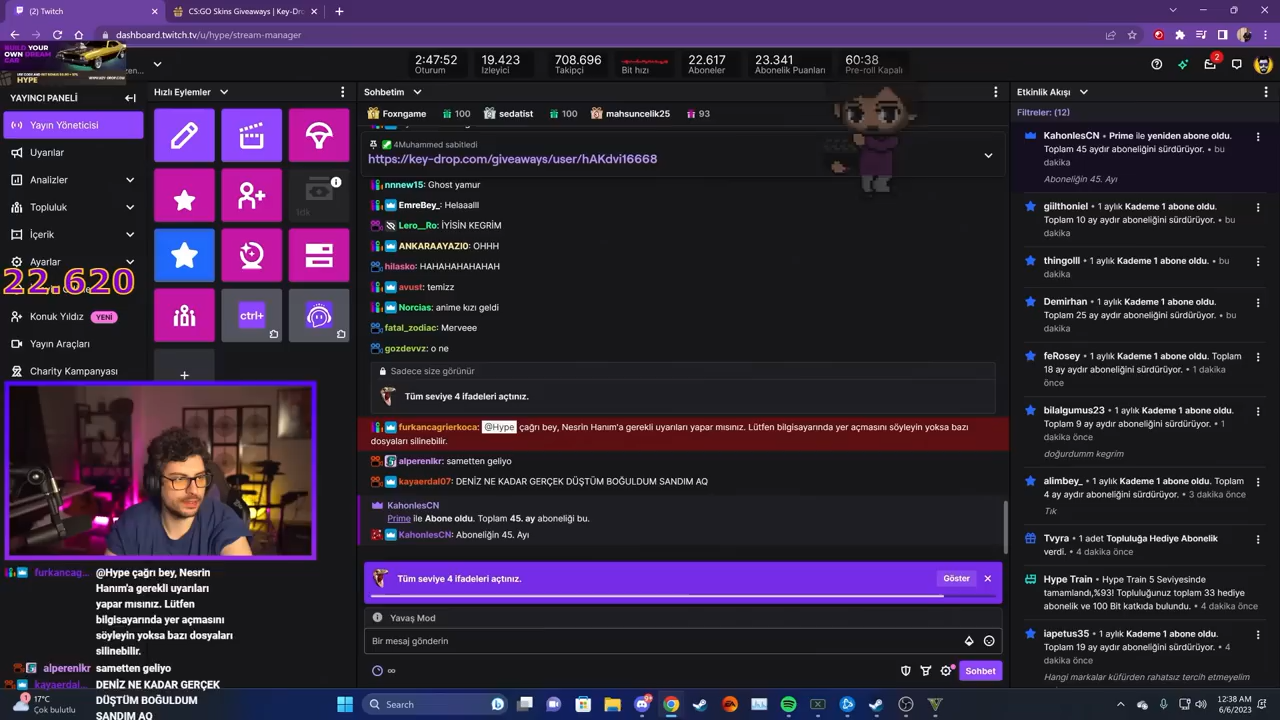 (2) Twitch
CS:GO Skins Giveaways | Key-Dro
dashboard.twitch.tv/u/hype/stream-manager
BUILD YOUR
OWN DREAM
CAR
HYPE
2:47:52
Oturum
19.423
İzleyici
708.696
Takipçi
Bit hızı
22.617
Aboneler
23.341
Abonelik Puanları
60:38
Pre-roll Kapalı
2
YAYINCI PANELİ
Yayın Yöneticisi
Uyarılar
Analizler
Topluluk
İçerik
Ayarlar
22.620
Konuk Yıldız YENİ
Yayın Araçları
Charity Kampanyası
Hızlı Eylemler
1dk
ctrl+
Sohbetim
Foxngame 100 sedatist 100 mahsuncelik25 93
4Muhammed sabitledi
https://key-drop.com/giveaways/user/hAKdvi16668
nnnew15: Ghost yamur
EmreBey_: Helaaalll
Lero__Ro: İYİSİN KEGRİM
ANKARAAYAZI0: OHHH
hilasko: HAHAHAHAHAH
avust: temizz
Norcias: anime kızı geldi
fatal_zodiac: Merveee
gozdevvz: o ne
Sadece size görünür
Tüm seviye 4 ifadeleri açtınız.
furkancagrierkoca: @Hype çağrı bey, Nesrin Hanım'a gerekli uyarıları yapar mısınız. Lütfen bilgisayarında yer açmasını söyleyin yoksa bazı
dosyaları silinebilir.
alperenlkr: sametten geliyo
kayaerdal07: DENİZ NE KADAR GERÇEK DÜŞTÜM BOĞULDUM SANDIM AQ
KahonlesCN
Prime ile Abone oldu. Toplam 45. ay aboneliği bu.
KahonlesCN: Aboneliğin 45. Ayı
Tüm seviye 4 ifadeleri açtınız.
Göster
Yavaş Mod
Bir mesaj gönderin
Sohbet
Etkinlik Akışı
Filtreler: (12)
KahonlesCN • Prime ile yeniden abone oldu.
Toplam 45 aydır aboneliğini sürdürüyor. • bu
dakika
Aboneliğin 45. Ayı
giilthoniel • 1 aylık Kademe 1 abone oldu.
Toplam 10 ay aydır aboneliğini sürdürüyor. • bu
dakika
thingolll • 1 aylık Kademe 1 abone oldu. • bu
dakika
Demirhan • 1 aylık Kademe 1 abone oldu.
Toplam 25 ay aydır aboneliğini sürdürüyor. • bu
dakika
feRosey • 1 aylık Kademe 1 abone oldu. Toplam
18 ay aydır aboneliğini sürdürüyor. • 1 dakika
önce
bilalgumus23 • 1 aylık Kademe 1 abone oldu.
Toplam 9 ay aydır aboneliğini sürdürüyor. • 1
dakika önce
doğurdumm kegrim
alimbey_ • 1 aylık Kademe 1 abone oldu. Toplam
4 ay aydır aboneliğini sürdürüyor. • 3 dakika önce
Tık
Tvyra • 1 adet Topluluğa Hediye Abonelik
verdi. • 4 dakika önce
Hype Train • Hype Train 5 Seviyesinde
tamamlandı,%93! Topluluğunuz toplam 33 hediye
abonelik ve 100 Bit katkıda bulundu. • 4 dakika önce
iapetus35 • 1 aylık Kademe 1 abone oldu.
Toplam 19 ay aydır aboneliğini sürdürüyor. • 4
dakika önce
Hangi markalar küfürden rahatsız tercih etmeyelim
furkancag... @Hype çağrı bey, Nesrin
Hanım'a gerekli uyarıları
yapar mısınız. Lütfen
bilgisayarında yer açmasını
söyleyin yoksa bazı dosyaları
silinebilir.
alperenlkr sametten geliyo
kayaerdal... DENİZ NE KADAR GERÇEK
DÜŞTÜM BOĞULDUM
SANDIM AQ
1
17°C
Çok bulutlu
Search
12:38 AM
6/6/2023